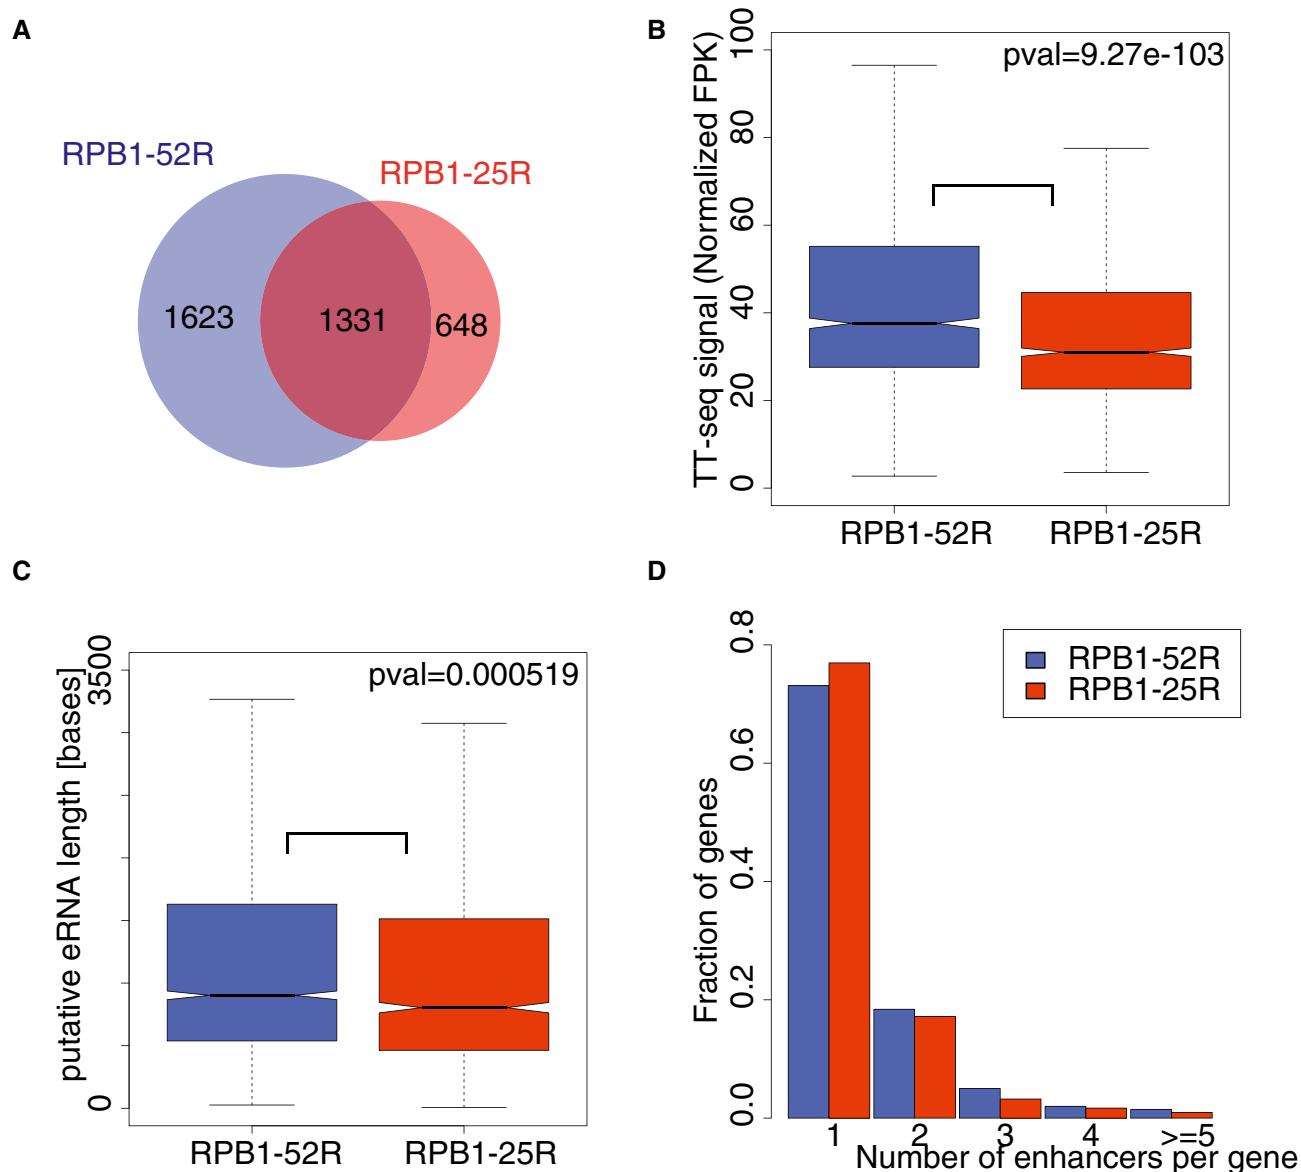 A
RPB1-52R
RPB1-25R
1623
1331
648
B
pval=9.27e-103
TT-seq signal (Normalized FPK)
100
80
60
40
20
0
RPB1-52R
RPB1-25R
C
pval=0.000519
putative eRNA length [bases]
3500
0
RPB1-52R
RPB1-25R
D
RPB1-52R
RPB1-25R
Fraction of genes
0.8
0.6
0.4
0.2
0.0
1 2 3 4 >=5
Number of enhancers per gene